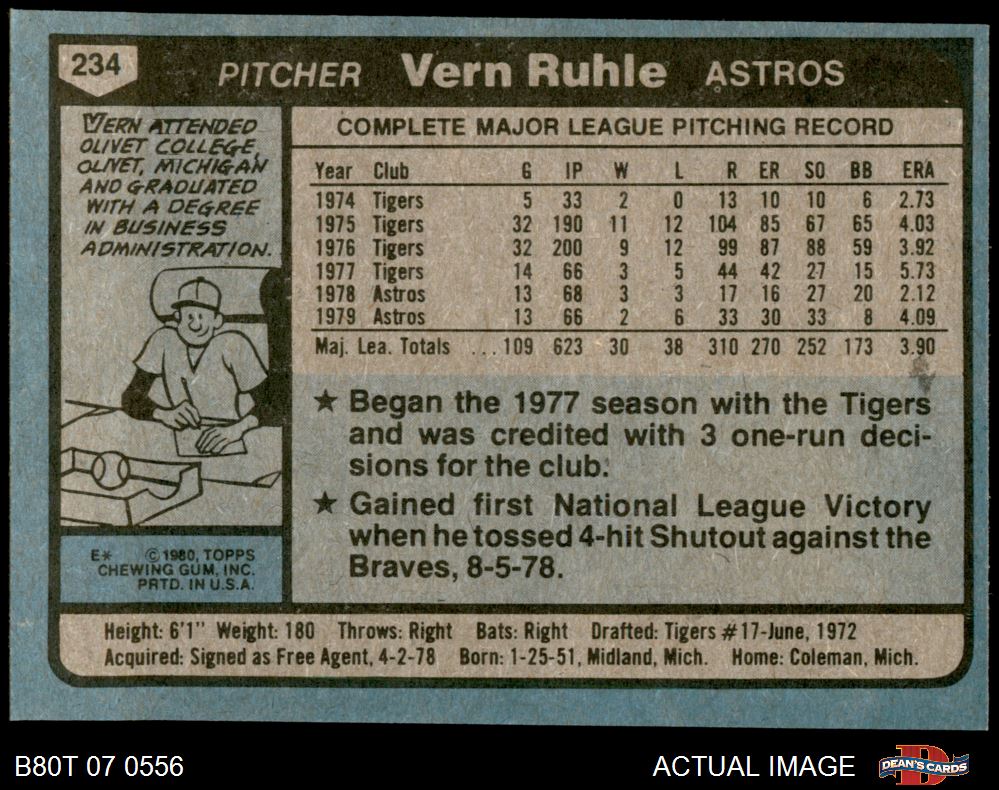 234
PITCHER Vern Ruhle ASTROS
VERN ATTENDED
OLIVET COLLEGE,
OLIVET, MICHIGAN
AND GRADUATED
WITH A DEGREE
IN BUSINESS
ADMINISTRATION.
COMPLETE MAJOR LEAGUE PITCHING RECORD
Year Club G IP W L R ER SO BB ERA
1974 Tigers 5 33 2 0 13 10 10 6 2.73
1975 Tigers 32 190 11 12 104 85 67 65 4.03
1976 Tigers 32 200 9 12 99 87 88 59 3.92
1977 Tigers 14 66 3 5 44 42 27 15 5.73
1978 Astros 13 68 3 3 17 16 27 20 2.12
1979 Astros 13 66 2 6 33 30 33 8 4.09
Maj. Lea. Totals ...109 623 30 38 310 270 252 173 3.90
★ Began the 1977 season with the Tigers
and was credited with 3 one-run deci-
sions for the club.
★ Gained first National League Victory
when he tossed 4-hit Shutout against the
Braves, 8-5-78.
E* © 1980, TOPPS
CHEWING GUM, INC.
PRTD. IN U.S.A.
Height: 6'1" Weight: 180 Throws: Right Bats: Right Drafted: Tigers #17-June, 1972
Acquired: Signed as Free Agent, 4-2-78 Born: 1-25-51, Midland, Mich. Home: Coleman, Mich.
B80T 07 0556
ACTUAL IMAGE
DEAN'S CARDS